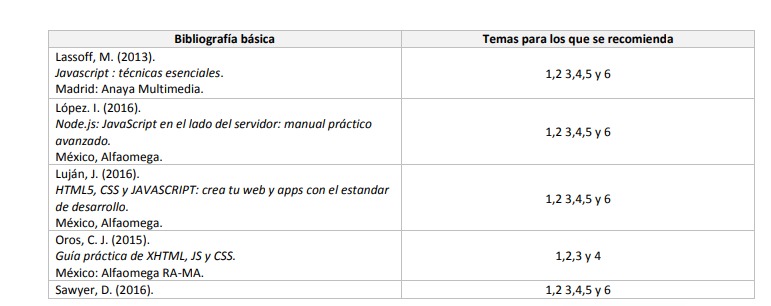 Bibliografía básica
Temas para los que se recomienda
Lassoff, M. (2013).
Javascript : técnicas esenciales.
Madrid: Anaya Multimedia.
1,2 3,4,5 y 6
López. I. (2016).
Node.js: JavaScript en el lado del servidor: manual práctico
avanzado.
México, Alfaomega.
1,2 3,4,5 y 6
Luján, J. (2016).
HTML5, CSS y JAVASCRIPT: crea tu web y apps con el estandar
de desarrollo.
México, Alfaomega.
1,2 3,4,5 y 6
Oros, C. J. (2015).
Guía práctica de XHTML, JS y CSS.
México: Alfaomega RA-MA.
1,2,3 y 4
Sawyer, D. (2016).
1,2 3,4,5 y 6